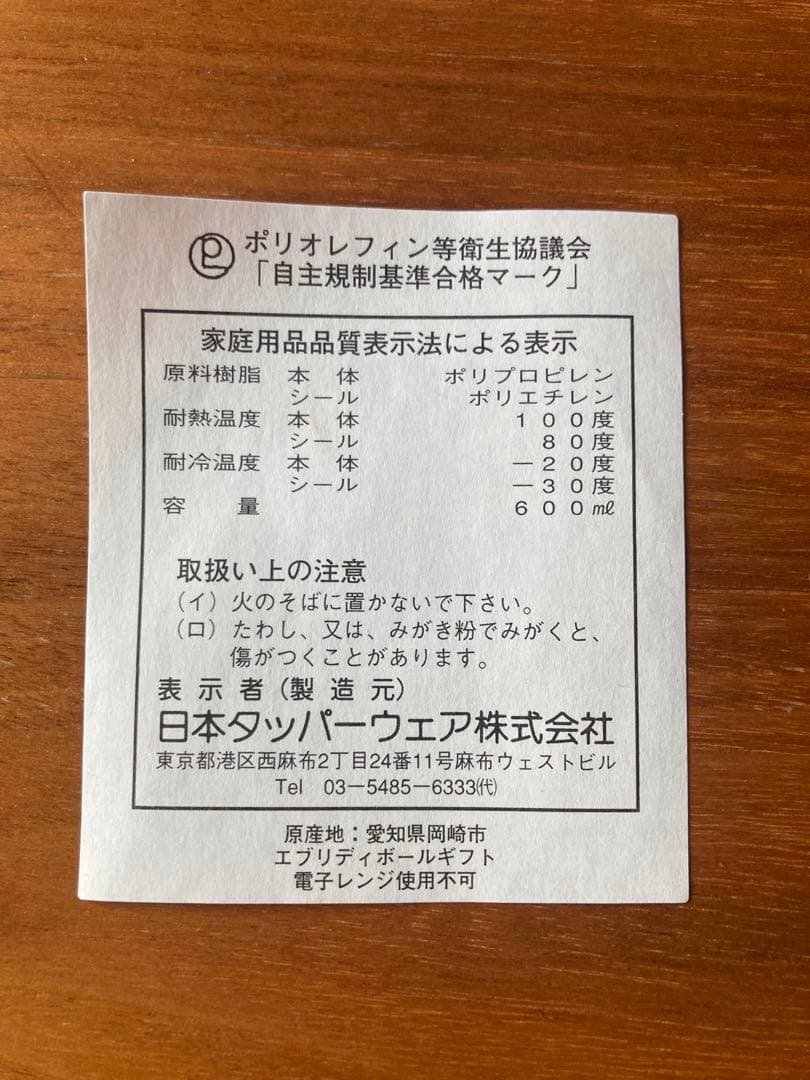 ポリオレフィン等衛生協議会
「自主規制基準合格マーク」
家庭用品品質表示法による表示
原料樹脂 本体 ポリプロピレン
シール ポリエチレン
耐熱温度 本体 100度
シール 80度
耐冷温度 本体 −20度
シール −30度
容量 600㎖
取扱い上の注意
(イ)火のそばに置かないで下さい。
(ロ)たわし、又は、みがき粉でみがくと、
傷がつくことがあります。
表示者(製造元)
日本タッパーウェア株式会社
東京都港区西麻布2丁目24番11号麻布ウェストビル
Tel 03−5485−6333㈹
原産地:愛知県岡崎市
エブリディボールギフト
電子レンジ使用不可